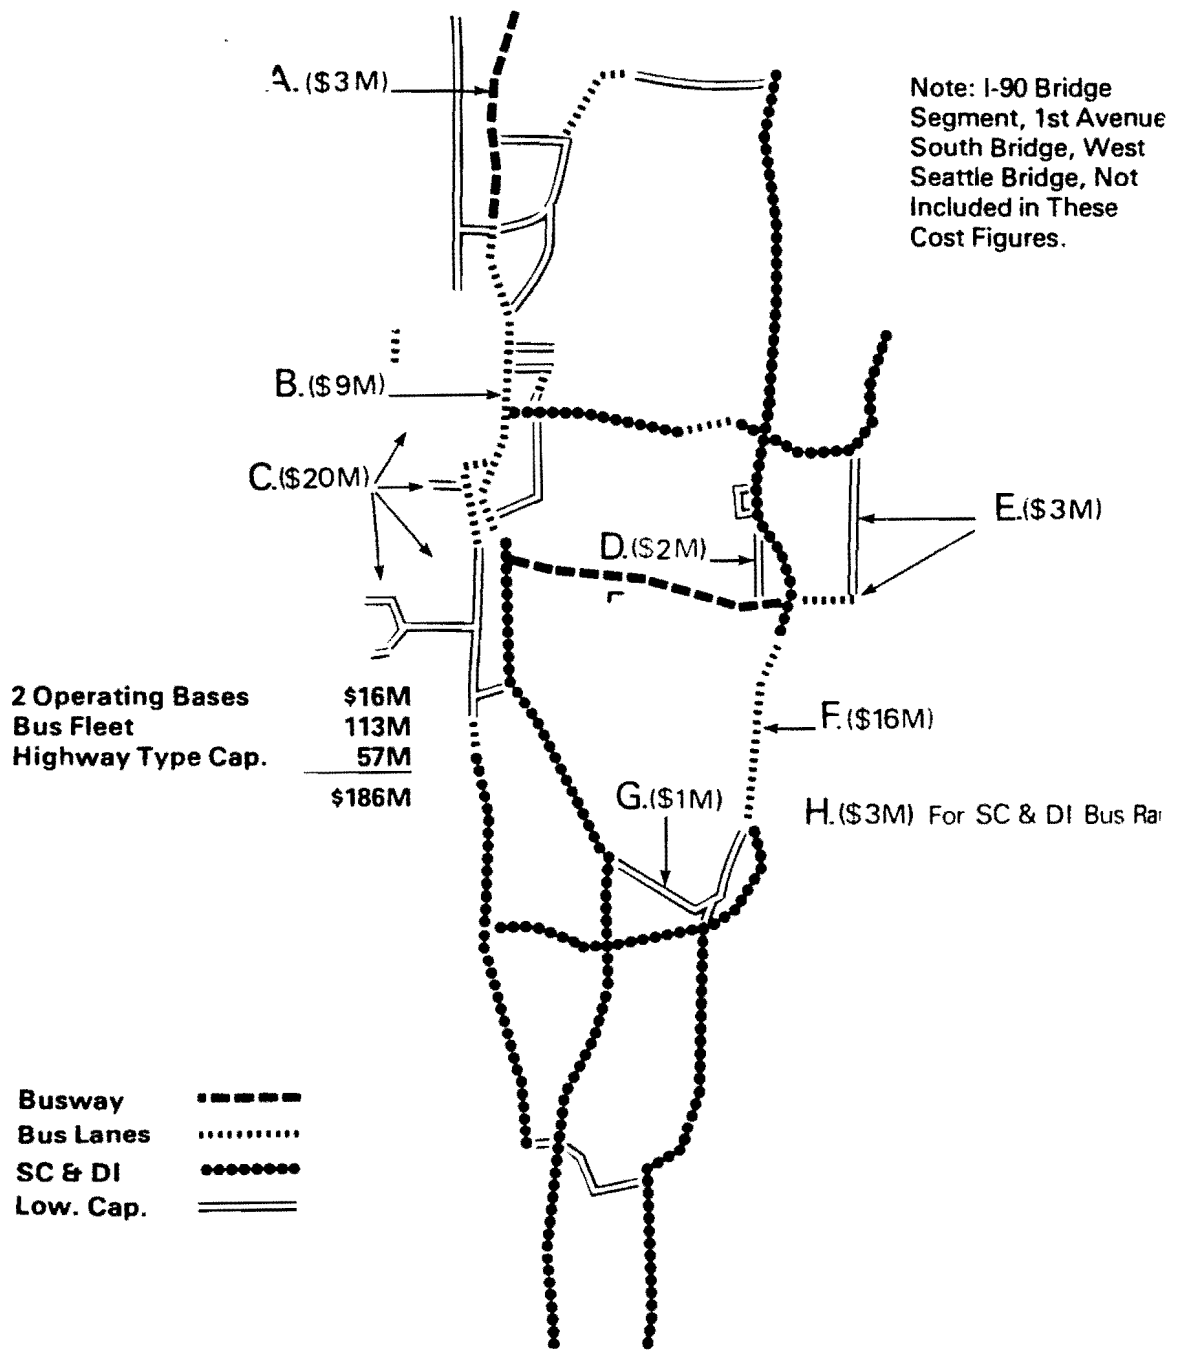 A. ($3M)
Note: I-90 Bridge
Segment, 1st Avenue
South Bridge, West
Seattle Bridge, Not
Included in These
Cost Figures.
B. ($9M)
C. ($20M)
E. ($3M)
D. ($2M)
2 Operating Bases $16M
Bus Fleet 113M
Highway Type Cap. 57M
$186M
F. ($16M)
G. ($1M)
H. ($3M) For SC & DI Bus
Busway
Bus Lanes
SC & DI
Low. Cap.